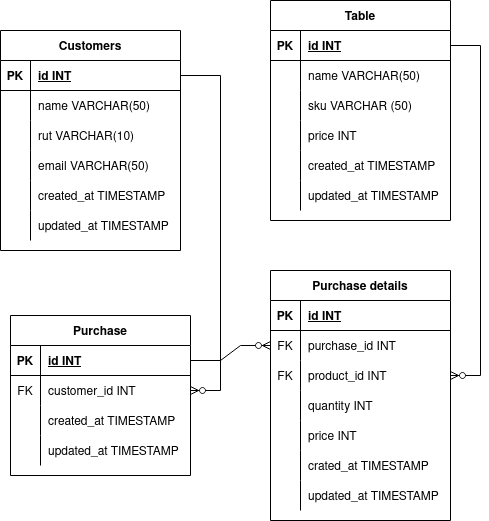 Customers
PK id INT
name VARCHAR(50)
rut VARCHAR(10)
email VARCHAR(50)
created_at TIMESTAMP
updated_at TIMESTAMP
Table
PK id INT
name VARCHAR(50)
sku VARCHAR (50)
price INT
created_at TIMESTAMP
updated_at TIMESTAMP
Purchase
PK id INT
FK customer_id INT
created_at TIMESTAMP
updated_at TIMESTAMP
Purchase details
PK id INT
FK purchase_id INT
FK product_id INT
quantity INT
price INT
crated_at TIMESTAMP
updated_at TIMESTAMP